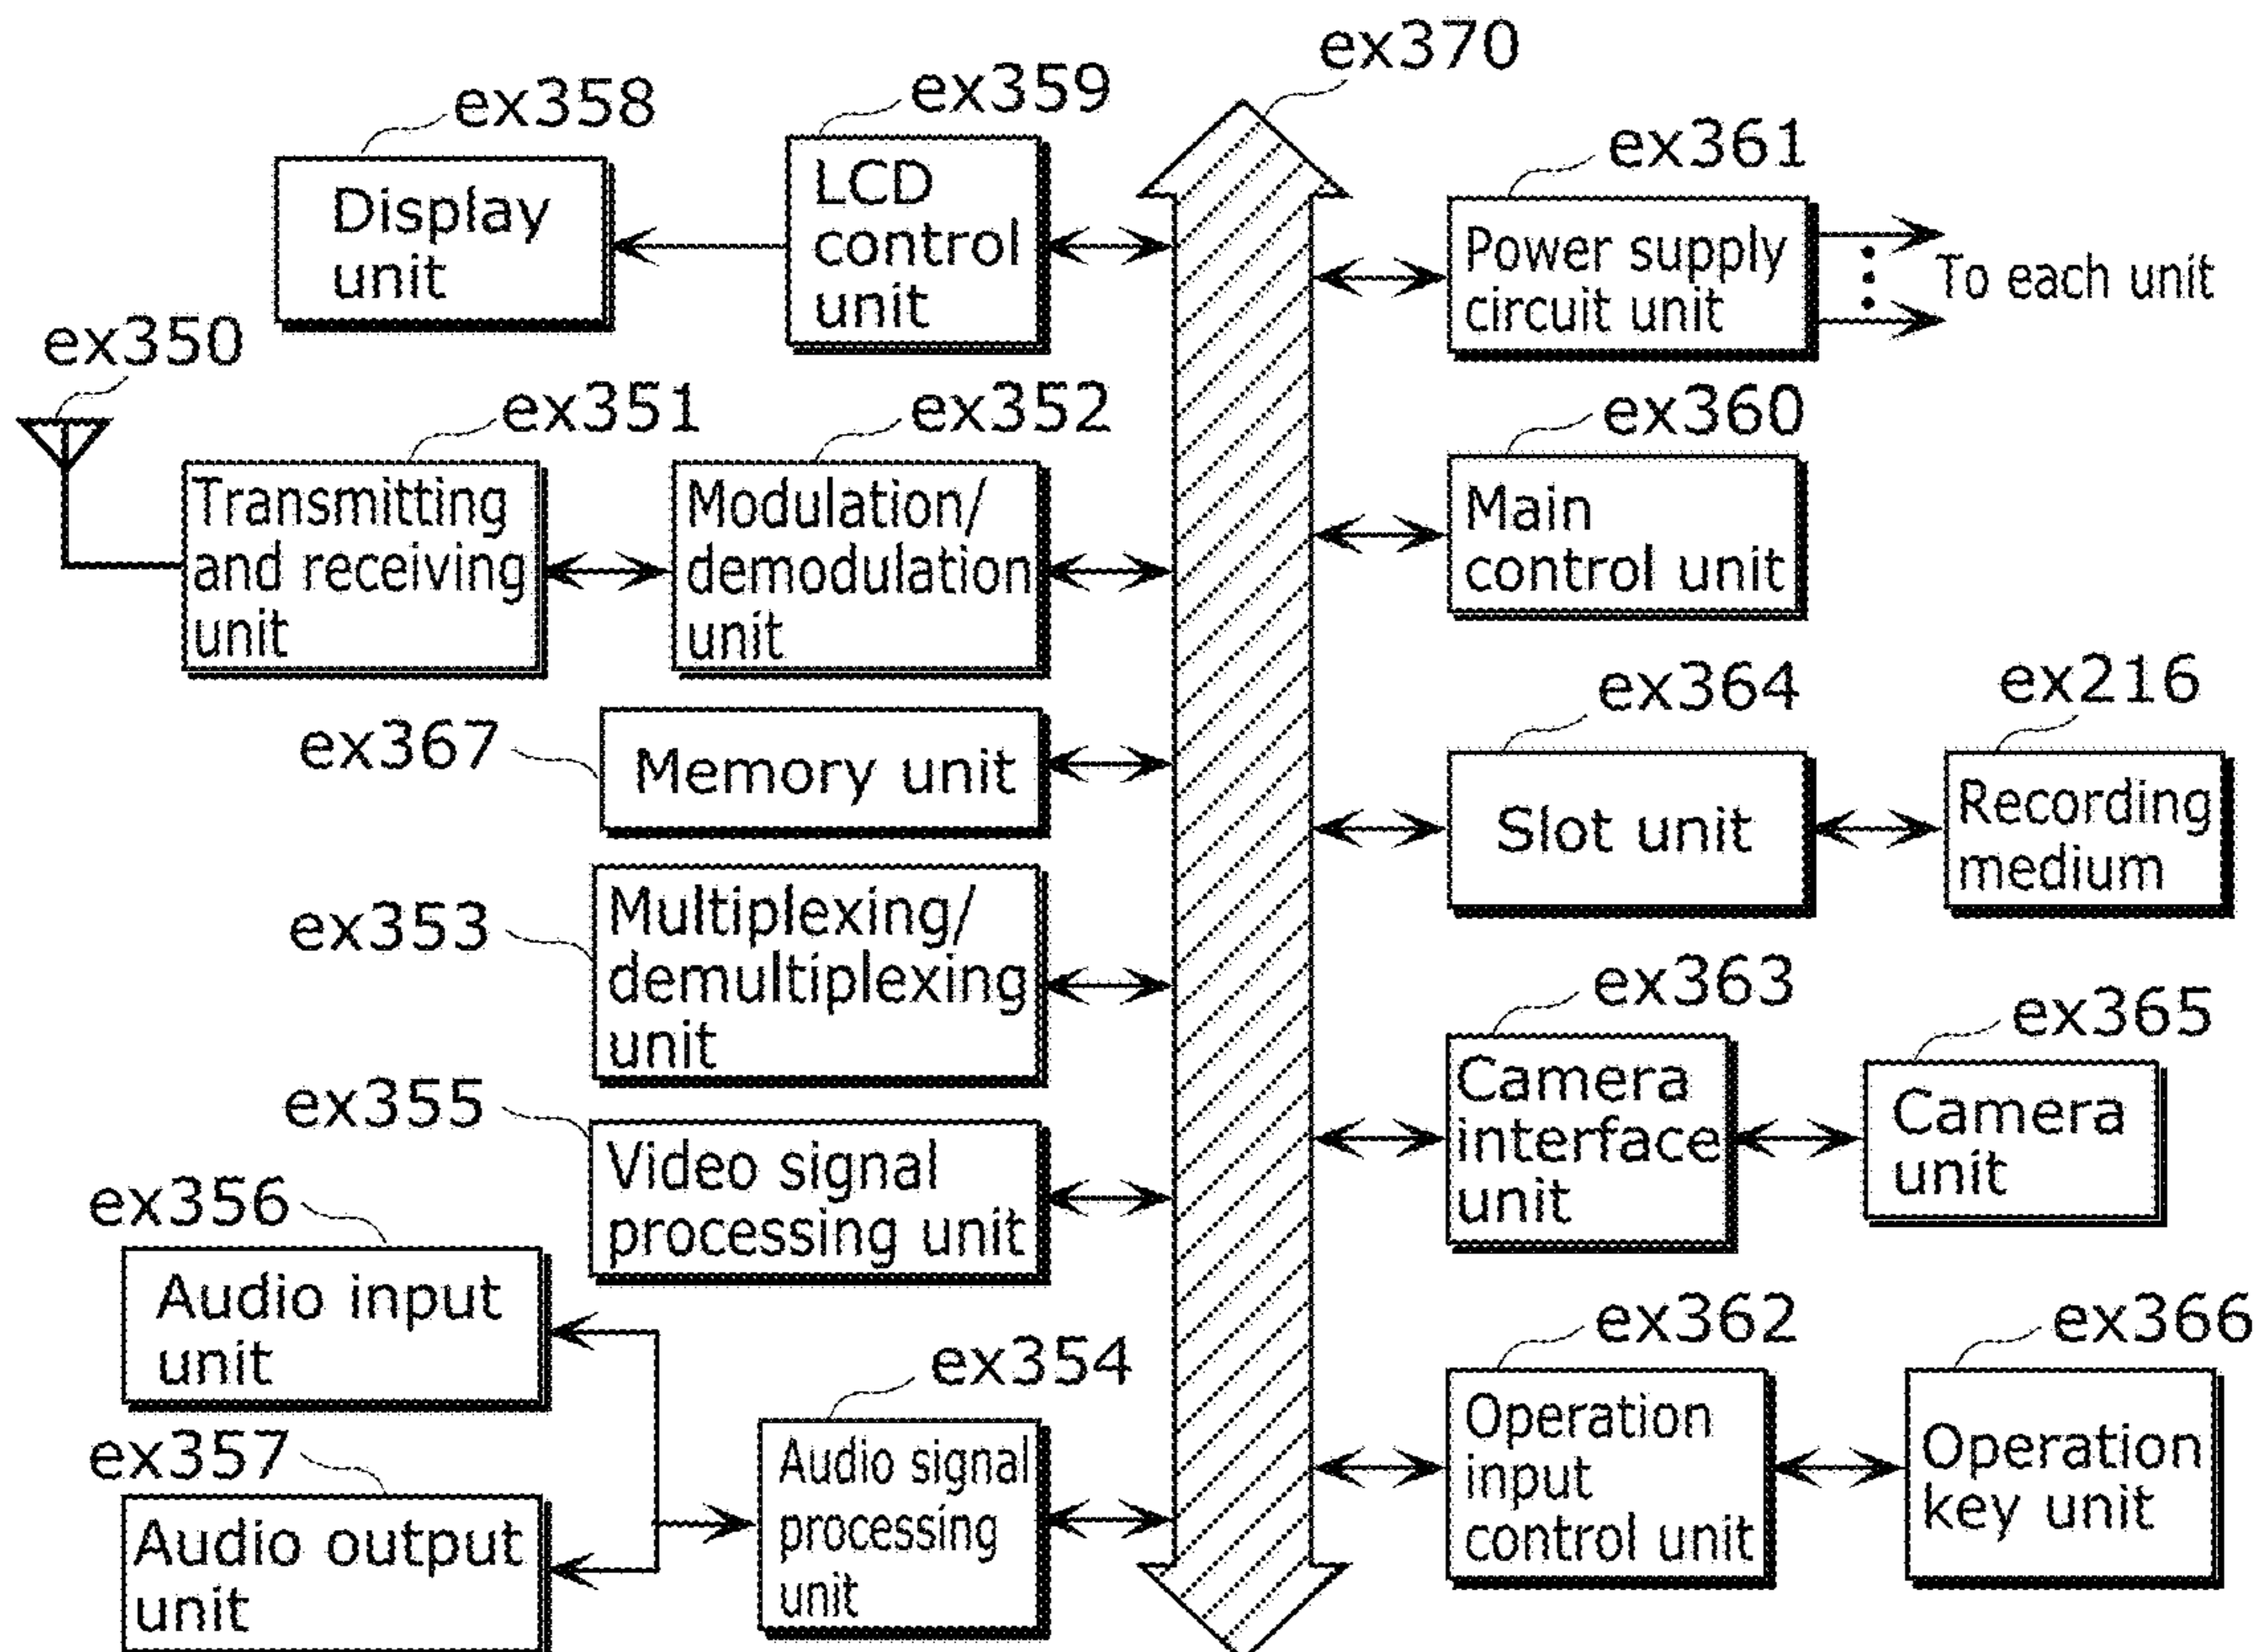 ex370
ex358
ex359
ex361
Display
unit
LCD
control
unit
Power supply
circuit unit
To each unit
ex350
ex351
ex352
ex360
Transmitting
and receiving
unit
Modulation/
demodulation
unit
Main
control unit
ex367
Memory unit
ex364
ex216
Slot unit
Recording
medium
ex353
Multiplexing/
demultiplexing
unit
ex363
ex365
Camera
interface
unit
Camera
unit
ex355
Video signal
processing unit
ex356
Audio input
unit
ex357
Audio output
unit
ex354
Audio signal
processing
unit
ex362
ex366
Operation
input
control unit
Operation
key unit